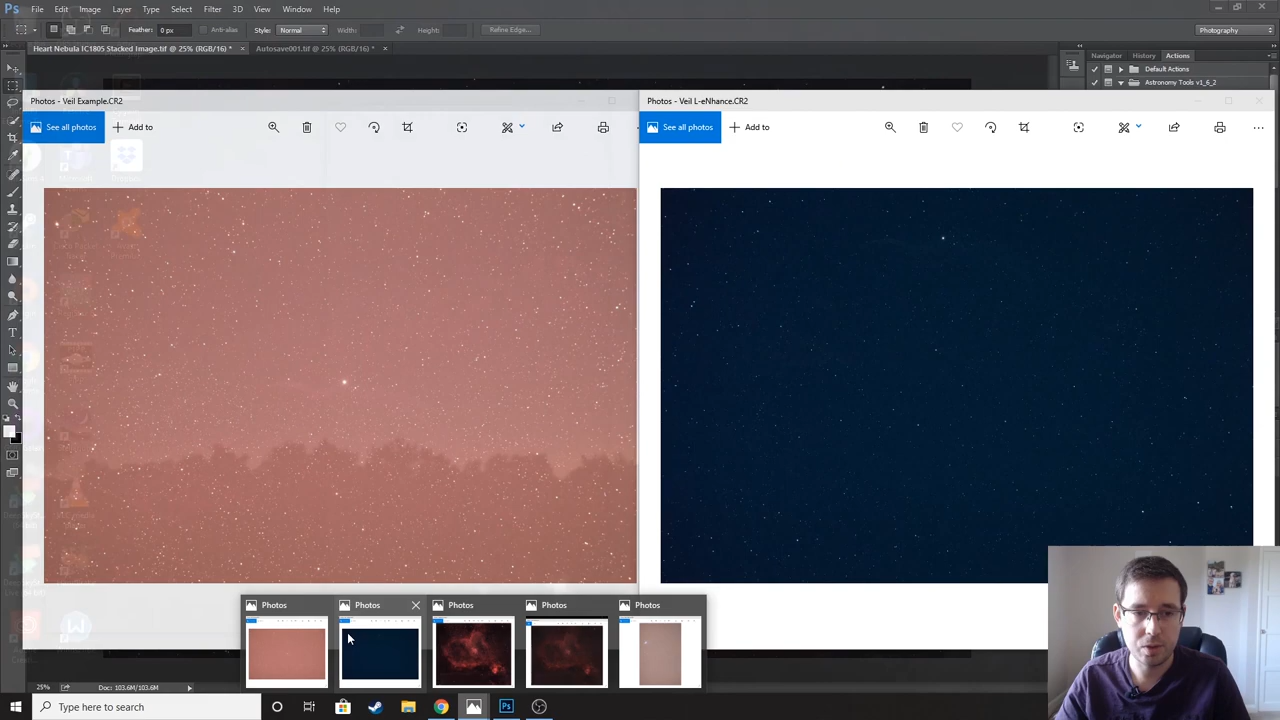 Ps File Edit Image Layer Type Select Filter 3D View Window Help
Feather: 0 px Anti-alias Style: Normal Width: Height: Refine Edge... Photography
Heart Nebula IC1805 Stacked Image.tif @ 25% (RGB/16) * × Autosave001.tif @ 25% (RGB/16) * ×
Navigator History Actions
Default Actions
Astronomy Tools v1_6_2
Photos - Veil Example.CR2
Photos - Veil L-eNhance.CR2
See all photos Add to
See all photos Add to
Photos Photos Photos Photos Photos
25% Doc: 103.6M/103.6M
Type here to search
Ps